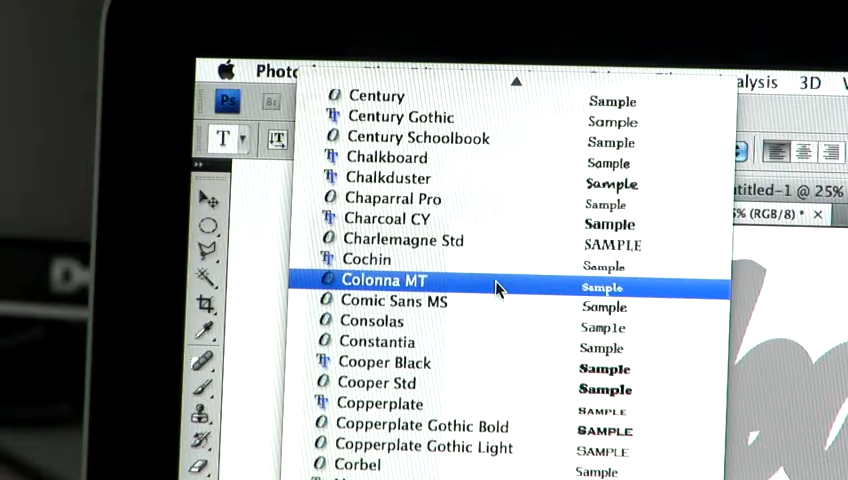 Photo
alysis 3D
Ps Br
T T
ntitled-1 @ 25%
5% (RGB/8) * ×
Century Sample
Century Gothic Sample
Century Schoolbook Sample
Chalkboard Sample
Chalkduster Sample
Chaparral Pro Sample
Charcoal CY Sample
Charlemagne Std SAMPLE
Cochin Sample
Colonna MT Sample
Comic Sans MS Sample
Consolas Sample
Constantia Sample
Cooper Black Sample
Cooper Std Sample
Copperplate SAMPLE
Copperplate Gothic Bold SAMPLE
Copperplate Gothic Light SAMPLE
Corbel Sample